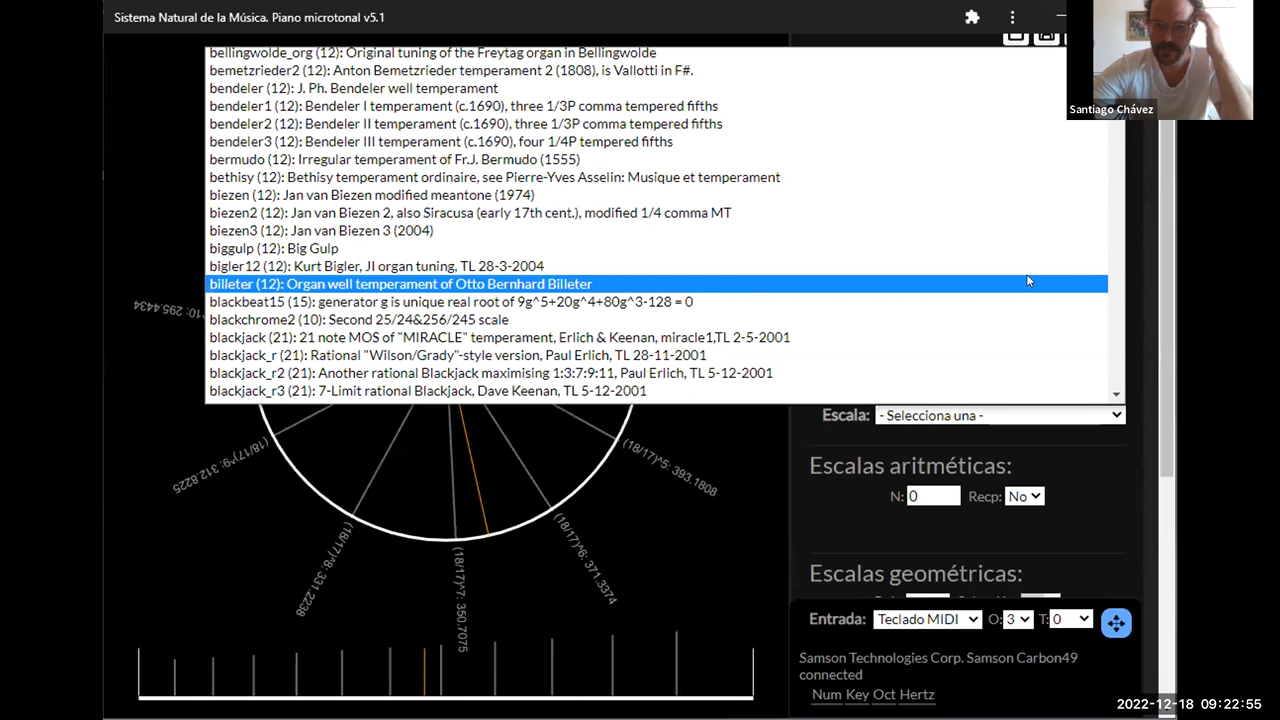 Sistema Natural de la Música. Piano microtonal v5.1
Santiago Chávez
bellingwolde_org (12): Original tuning of the Freytag organ in Bellingwolde
bemetzrieder2 (12): Anton Bemetzrieder temperament 2 (1808), is Vallotti in F#.
bendeler (12): J. Ph. Bendeler well temperament
bendeler1 (12): Bendeler I temperament (c.1690), three 1/3P comma tempered fifths
bendeler2 (12): Bendeler II temperament (c.1690), three 1/3P comma tempered fifths
bendeler3 (12): Bendeler III temperament (c.1690), four 1/4P tempered fifths
bermudo (12): Irregular temperament of Fr.J. Bermudo (1555)
bethisy (12): Bethisy temperament ordinaire, see Pierre-Yves Asselin: Musique et temperament
biezen (12): Jan van Biezen modified meantone (1974)
biezen2 (12): Jan van Biezen 2, also Siracusa (early 17th cent.), modified 1/4 comma MT
biezen3 (12): Jan van Biezen 3 (2004)
biggulp (12): Big Gulp
bigler12 (12): Kurt Bigler, JI organ tuning, TL 28-3-2004
billeter (12): Organ well temperament of Otto Bernhard Billeter
blackbeat15 (15): generator g is unique real root of 9g^5+20g^4+80g^3-128 = 0
blackchrome2 (10): Second 25/24&256/245 scale
blackjack (21): 21 note MOS of "MIRACLE" temperament, Erlich & Keenan, miracle1,TL 2-5-2001
blackjack_r (21): Rational "Wilson/Grady"-style version, Paul Erlich, TL 28-11-2001
blackjack_r2 (21): Another rational Blackjack maximising 1:3:7:9:11, Paul Erlich, TL 5-12-2001
blackjack_r3 (21): 7-Limit rational Blackjack, Dave Keenan, TL 5-12-2001
Escala: - Selecciona una -
Escalas aritméticas:
N: 0 Recp: No
Escalas geométricas:
Entrada: Teclado MIDI O: 3 T: 0
Samson Technologies Corp. Samson Carbon49
connected
Num Key Oct Hertz
(18/17)^5: 393.1808
(18/17)^6: 371.3374
(18/17)^7: 350.7075
(18/17)^8: 331.2238
(18/17)^9: 312.8225
^10: 295.4434
2022-12-18 09:22:55